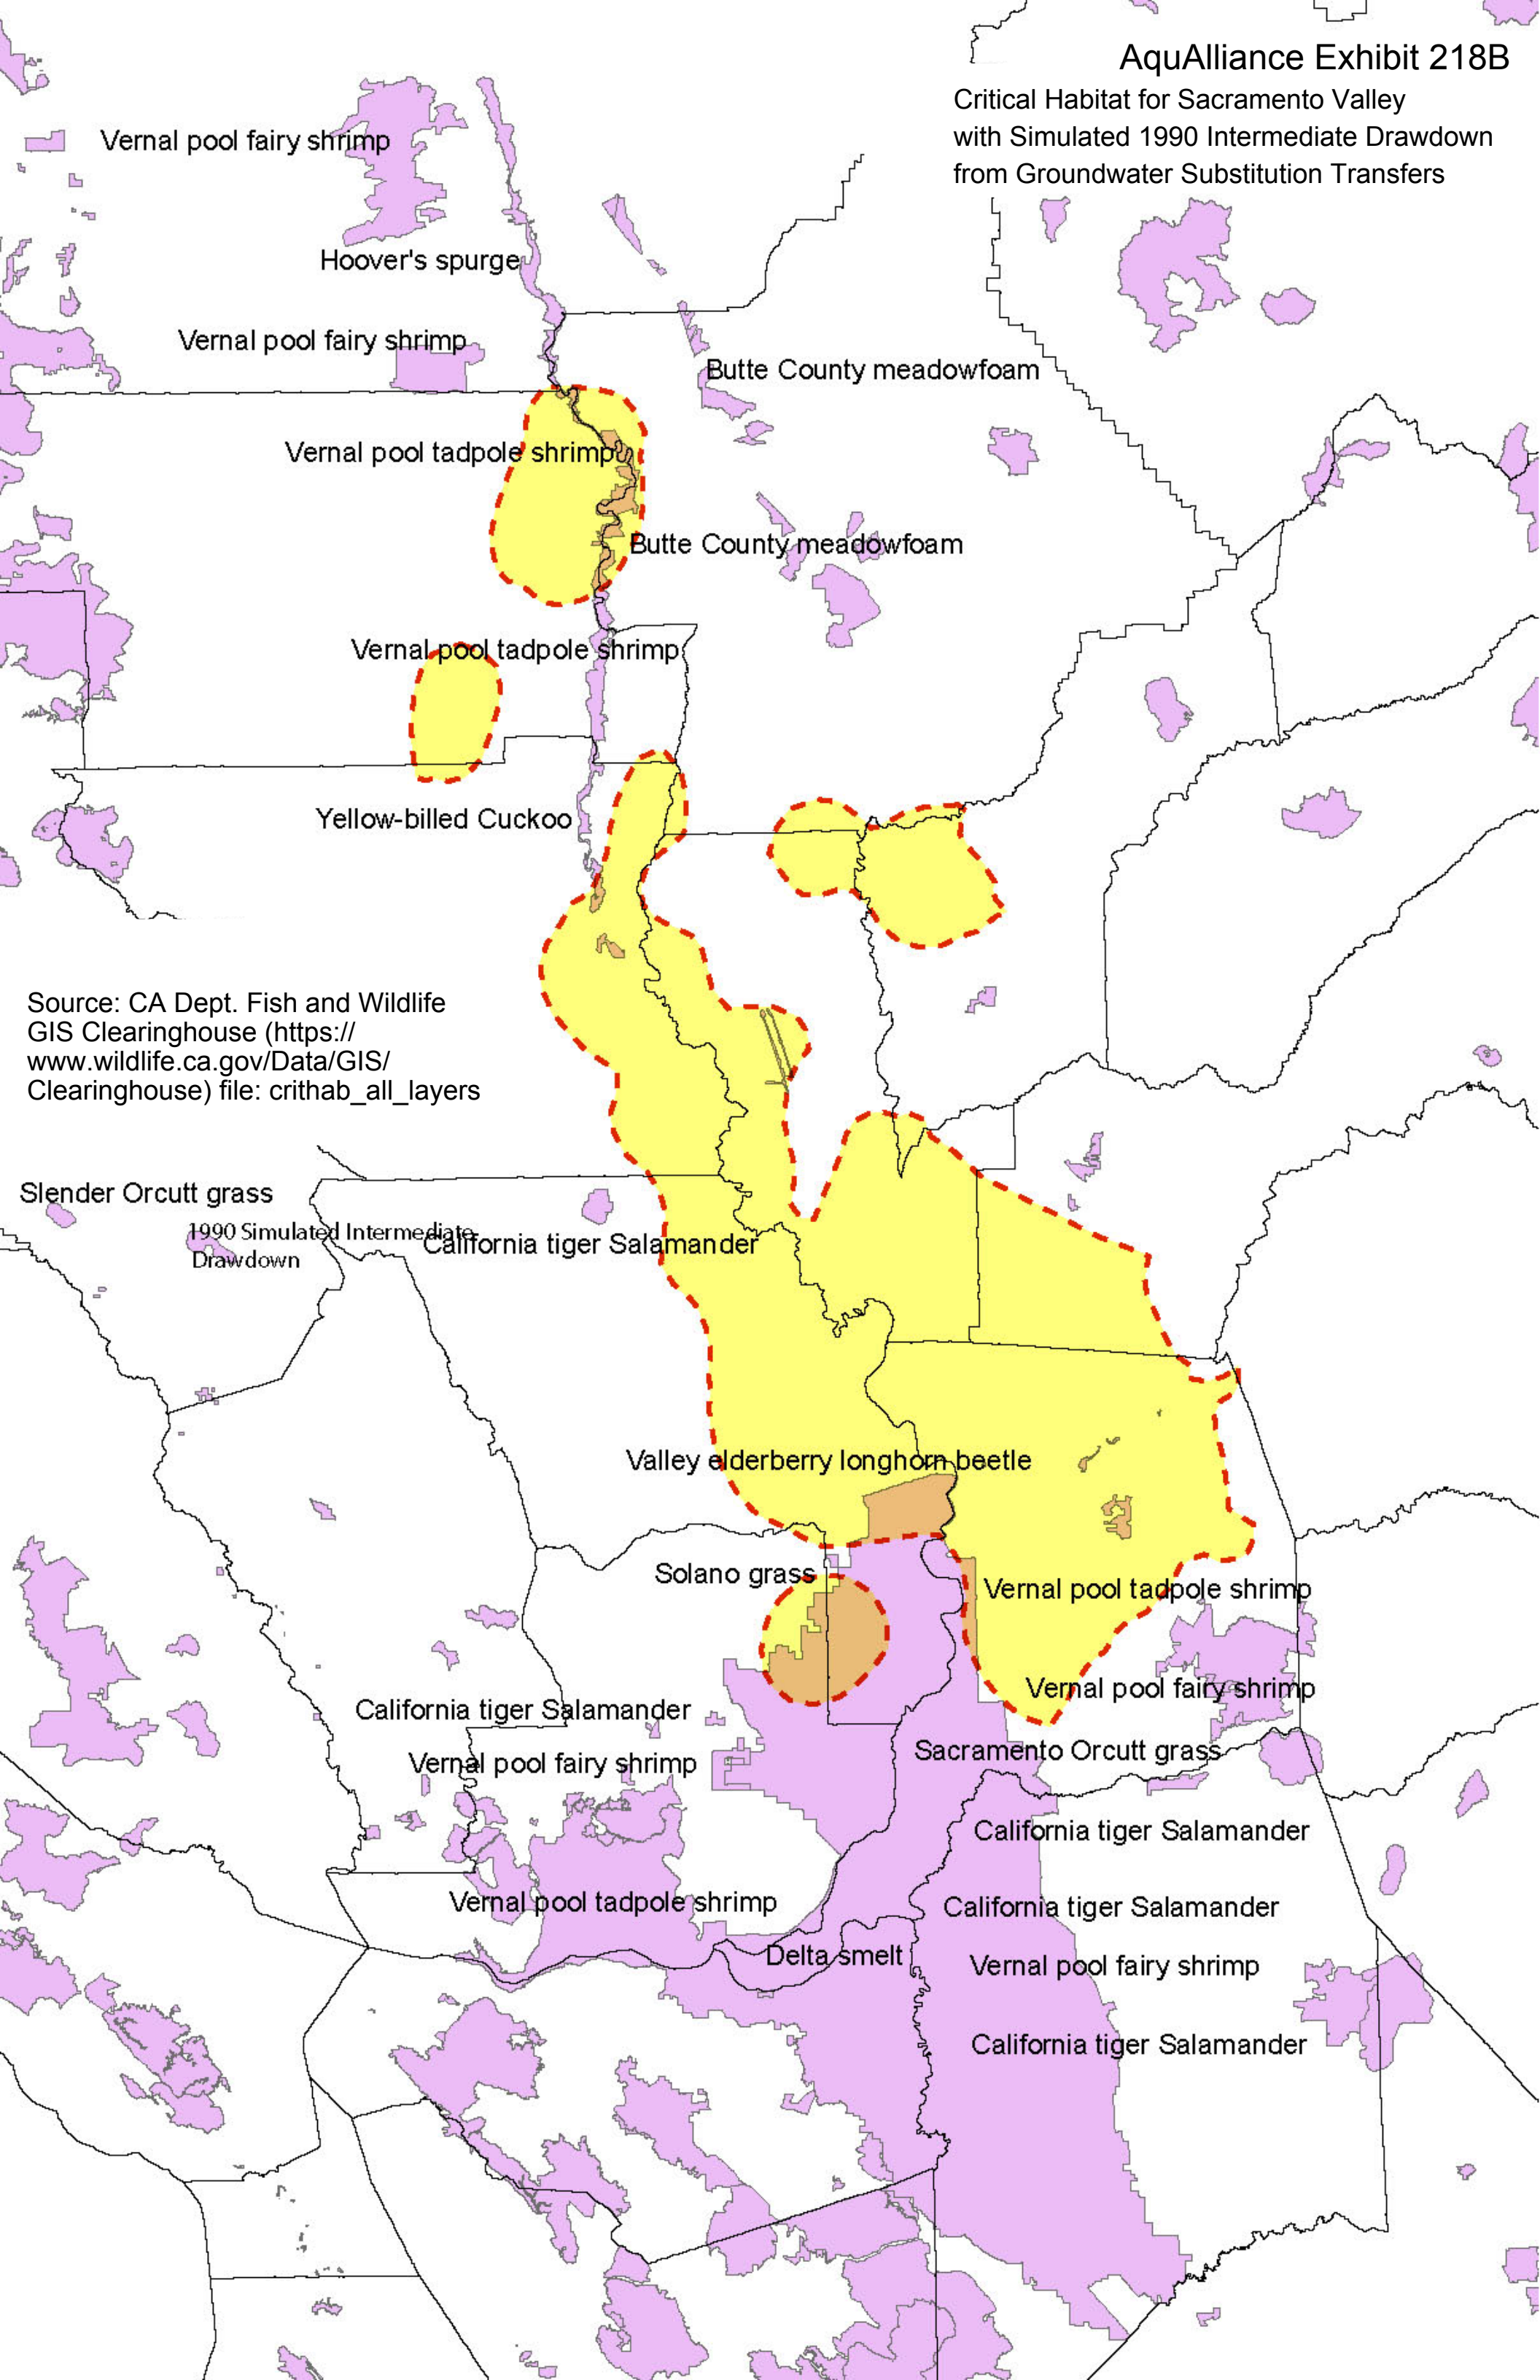 AquAlliance Exhibit 218B
Critical Habitat for Sacramento Valley
with Simulated 1990 Intermediate Drawdown
from Groundwater Substitution Transfers
Vernal pool fairy shrimp
Hoover's spurge
Vernal pool fairy shrimp
Butte County meadowfoam
Vernal pool tadpole shrimp
Butte County meadowfoam
Vernal pool tadpole shrimp
Yellow-billed Cuckoo
Source: CA Dept. Fish and Wildlife
GIS Clearinghouse (https://
www.wildlife.ca.gov/Data/GIS/
Clearinghouse) file: crithab_all_layers
Slender Orcutt grass
1990 Simulated Intermediate
Drawdown
California tiger Salamander
Valley elderberry longhorn beetle
Solano grass
Vernal pool tadpole shrimp
Vernal pool fairy shrimp
California tiger Salamander
Sacramento Orcutt grass
Vernal pool fairy shrimp
California tiger Salamander
Vernal pool tadpole shrimp
California tiger Salamander
Delta smelt
Vernal pool fairy shrimp
California tiger Salamander